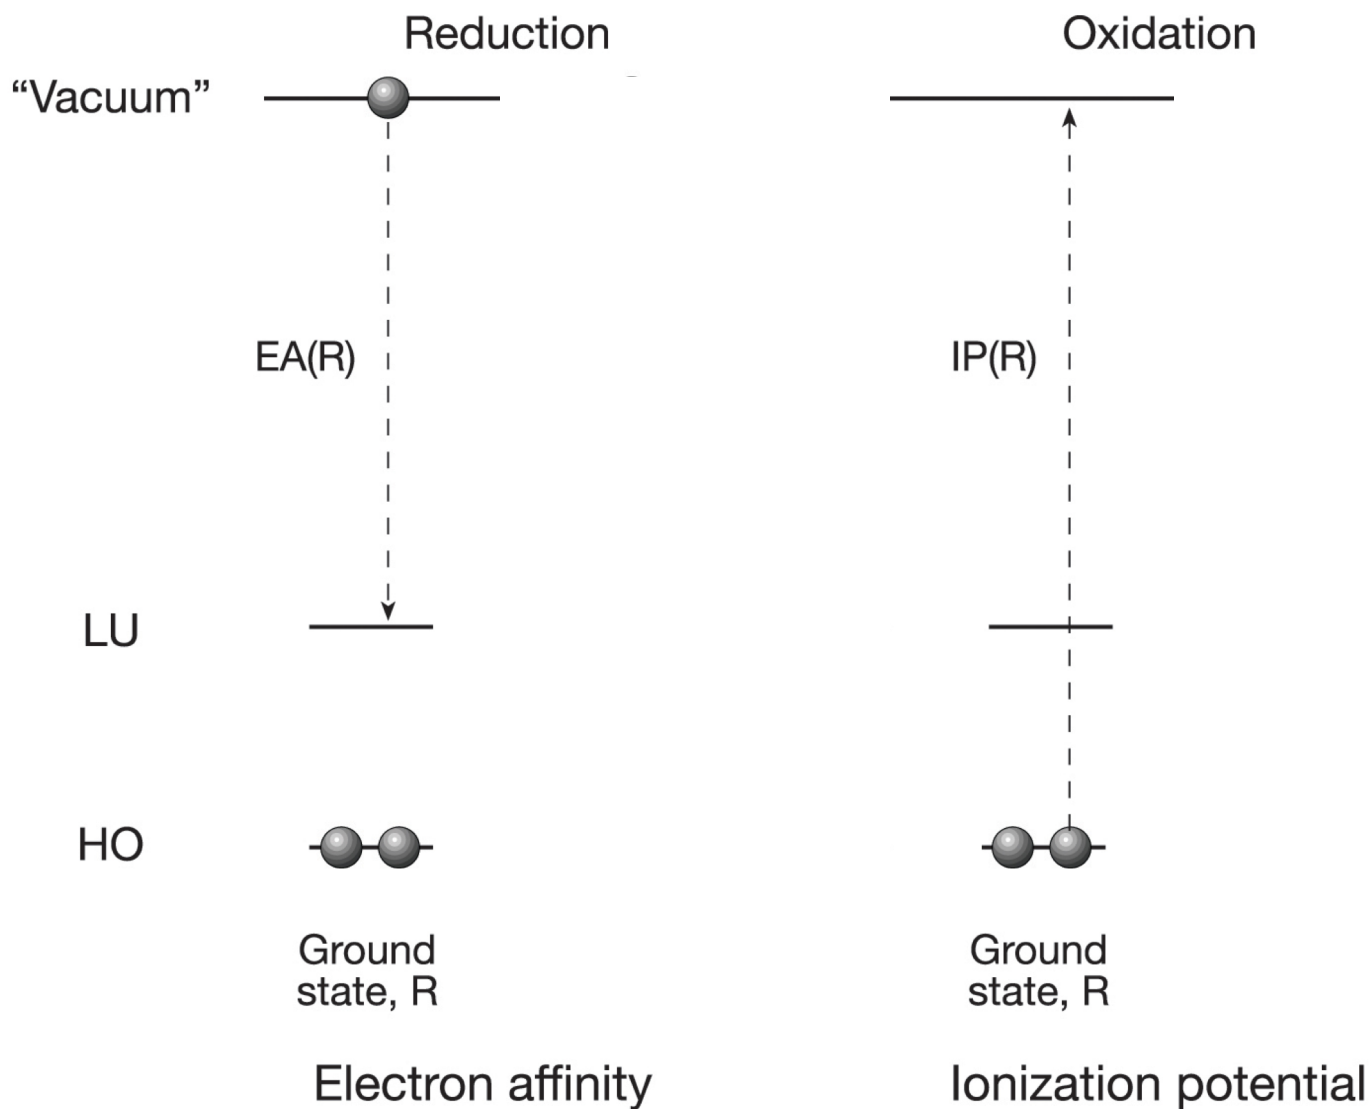 Reduction
Oxidation
“Vacuum”
EA(R)
IP(R)
LU
HO
Ground
state, R
Ground
state, R
Electron affinity
Ionization potential